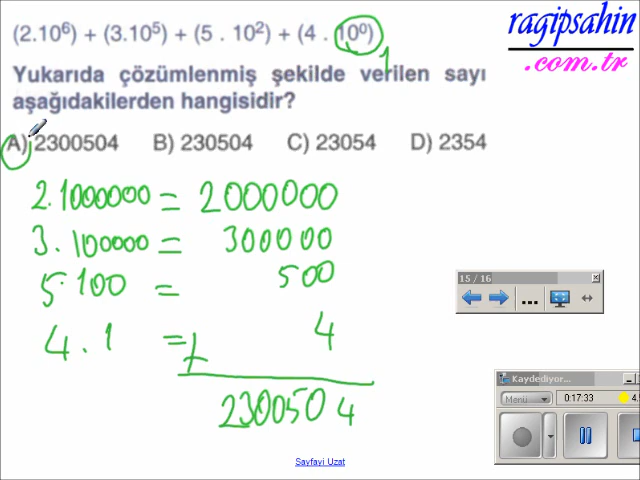 (2.10⁶) + (3.10⁵) + (5 . 10²) + (4 . 10⁰)
1
ragipsahin
.com.tr
Yukarıda çözümlenmiş şekilde verilen sayı
aşağıdakilerden hangisidir?
A) 2300504 B) 230504 C) 23054 D) 2354
2.1000000 = 2000000
3.100000 = 300000
5.100 = 500
4.1 = 4
+
2300504
15 / 16
...
Kaydediyor...
Menü
0:17:33
4.
Sayfayi Uzat